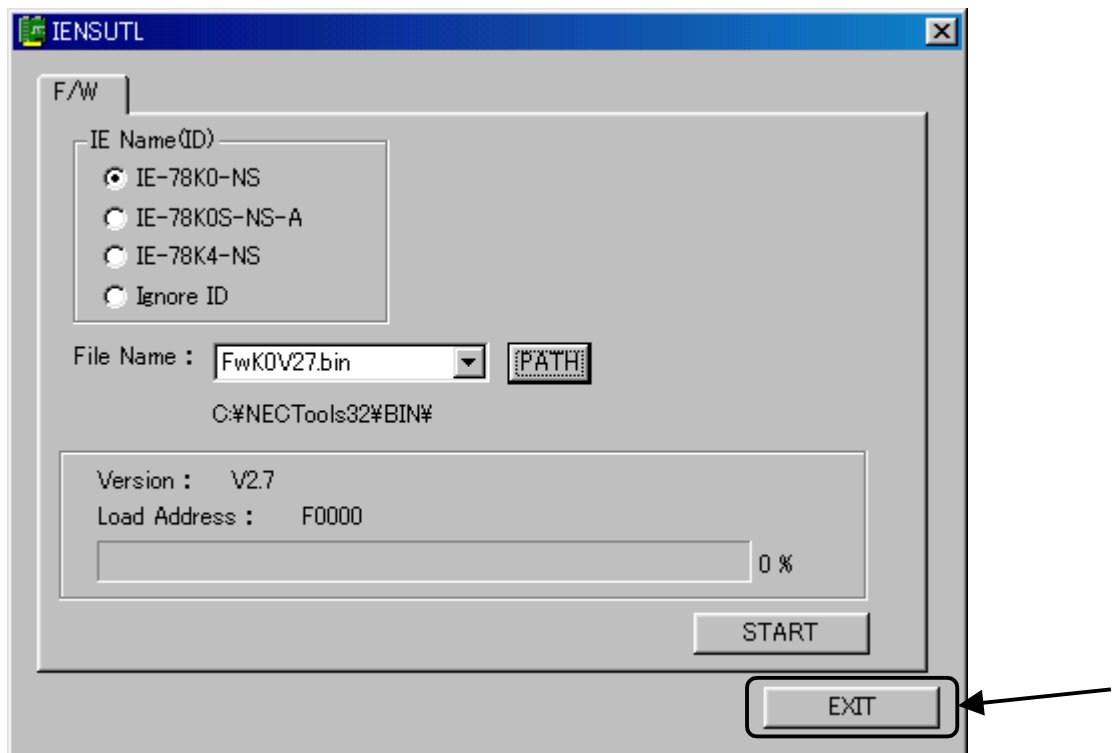 IENSUTL
F/W
IE Name(ID)
IE-78K0-NS
IE-78K0S-NS-A
IE-78K4-NS
Ignore ID
File Name： FwK0V27.bin PATH
C:¥NECTools32¥BIN¥
Version： V2.7
Load Address： F0000
0 %
START
EXIT